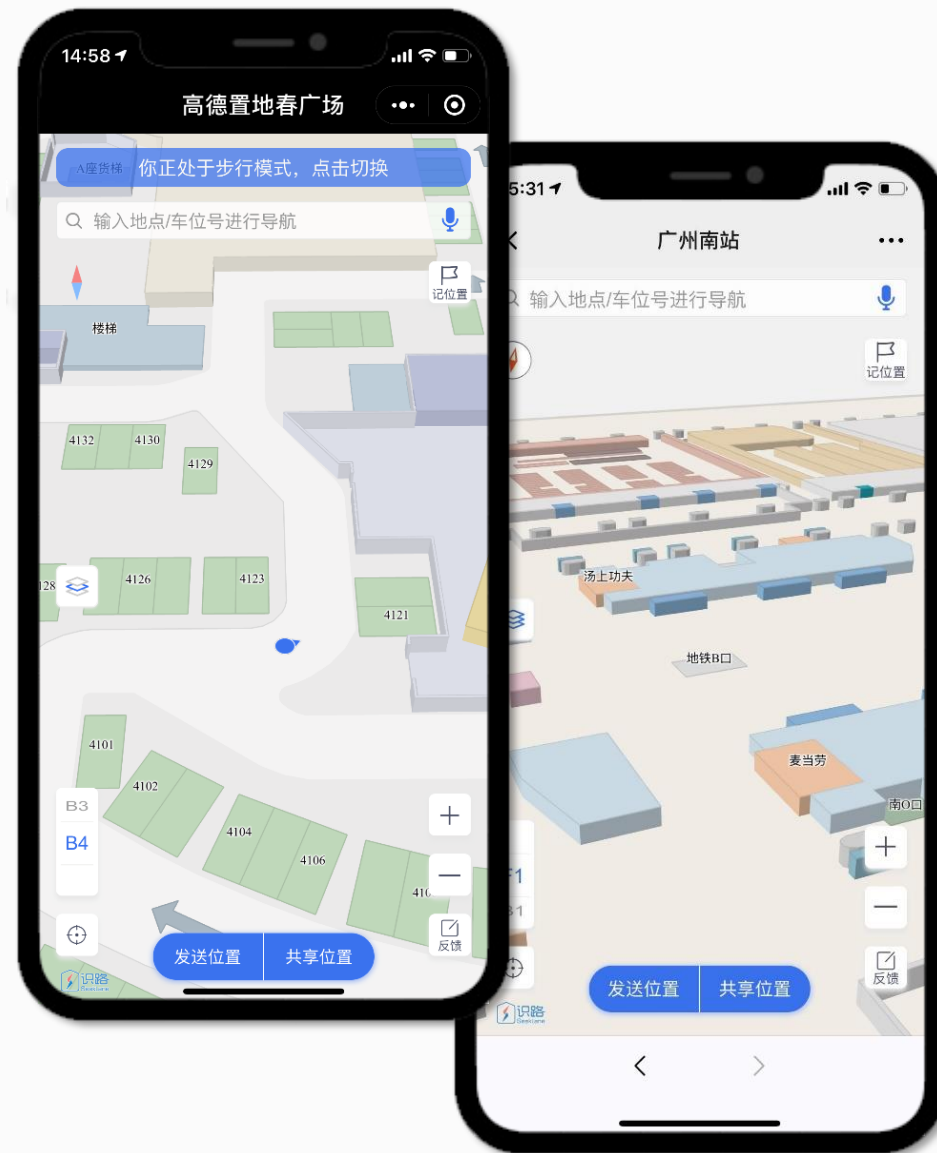 14:58
高德置地春广场
A座货梯
你正处于步行模式，点击切换
输入地点/车位号进行导航
记位置
楼梯
4132
4130
4129
128
4126
4123
4121
4101
4102
B3
B4
4104
4106
410
反馈
发送位置
共享位置
识路
5:31
广州南站
输入地点/车位号进行导航
记位置
汤上功夫
地铁B口
麦当劳
南O口
F1
31
反馈
发送位置
共享位置
识路